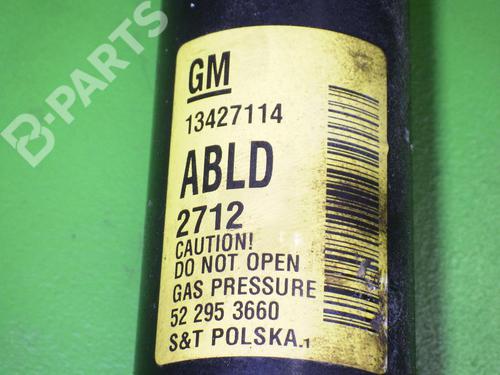 B-PARTS
GM
13427114
ABLD
2712
CAUTION!
DO NOT OPEN
GAS PRESSURE
52 295 3660
S&T POLSKA.1